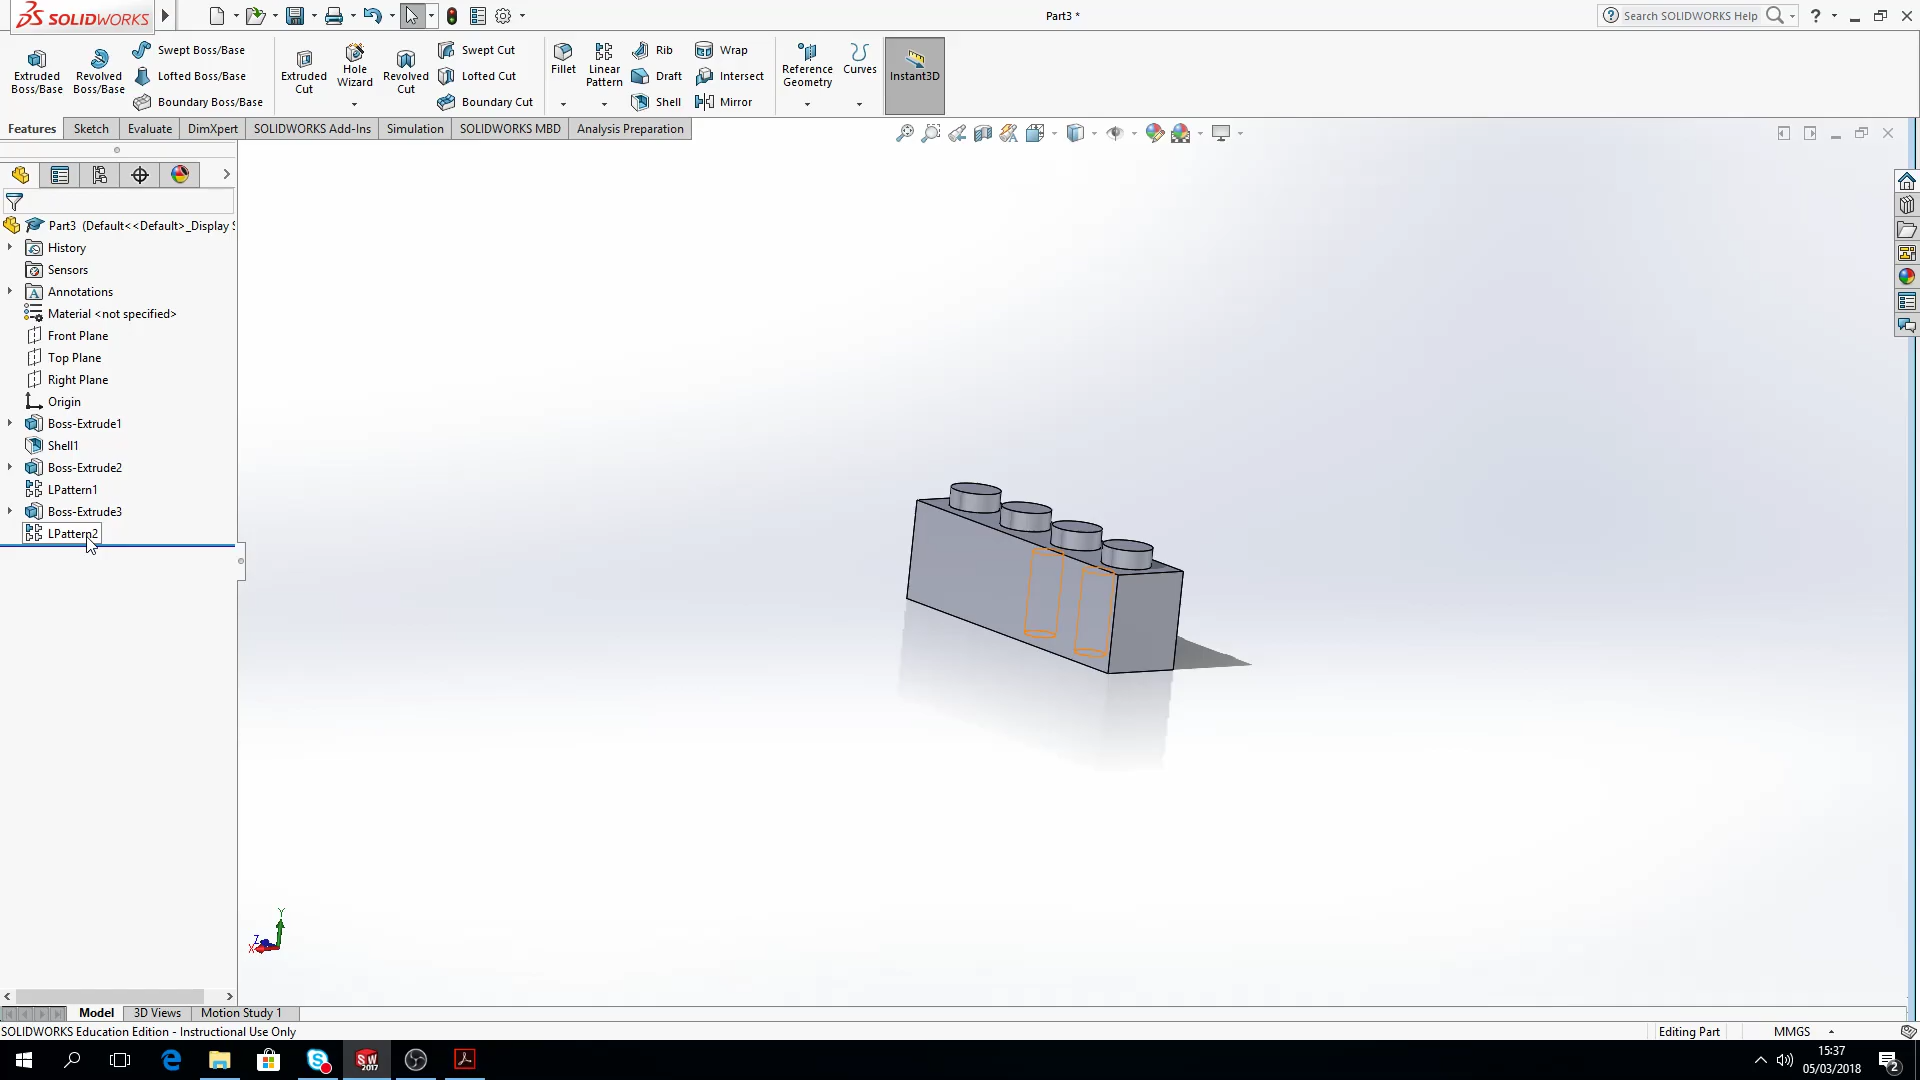 SOLIDWORKS
Part3 *
Search SOLIDWORKS Help
?
Extruded Boss/Base
Revolved Boss/Base
Swept Boss/Base
Lofted Boss/Base
Boundary Boss/Base
Extruded Cut
Hole Wizard
Revolved Cut
Swept Cut
Lofted Cut
Boundary Cut
Fillet
Linear Pattern
Rib
Draft
Shell
Wrap
Intersect
Mirror
Reference Geometry
Curves
Instant3D
Features
Sketch
Evaluate
DimXpert
SOLIDWORKS Add-Ins
Simulation
SOLIDWORKS MBD
Analysis Preparation
Part3 (Default<<Default>_Display S
History
Sensors
Annotations
Material <not specified>
Front Plane
Top Plane
Right Plane
Origin
Boss-Extrude1
Shell1
Boss-Extrude2
LPattern1
Boss-Extrude3
LPattern2
Y
Z
X
Model
3D Views
Motion Study 1
SOLIDWORKS Education Edition - Instructional Use Only
Editing Part
MMGS
SW 2017
15:37
05/03/2018
2